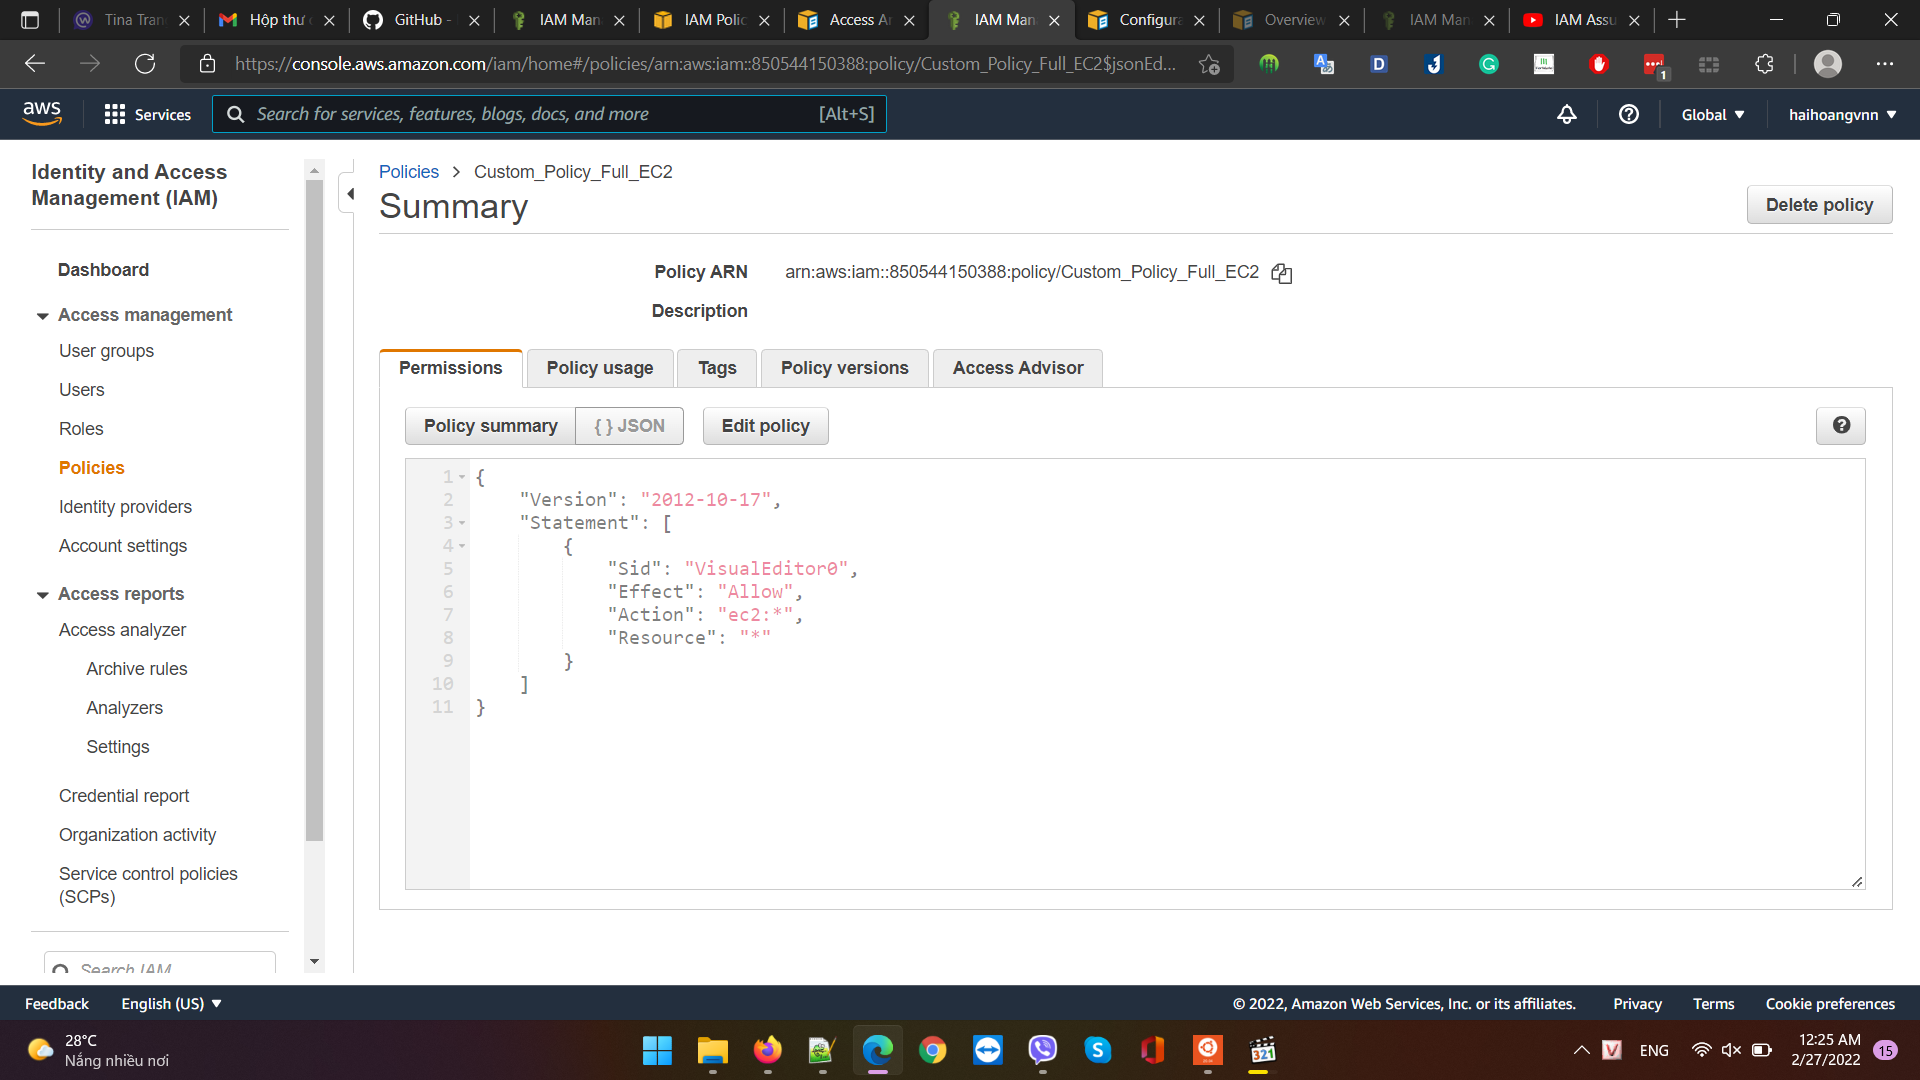 Tina Tran
Hộp thư
GitHub -
IAM Man
IAM Polic
Access Ar
IAM Man
Configura
Overview
IAM Man
IAM Assu
https://console.aws.amazon.com/iam/home#/policies/arn:aws:iam::850544150388:policy/Custom_Policy_Full_EC2$jsonEd...
aws
Services
Search for services, features, blogs, docs, and more
[Alt+S]
Global
haihoangvnn
Identity and Access
Management (IAM)
Dashboard
Access management
User groups
Users
Roles
Policies
Identity providers
Account settings
Access reports
Access analyzer
Archive rules
Analyzers
Settings
Credential report
Organization activity
Service control policies
(SCPs)
Search IAM
Policies > Custom_Policy_Full_EC2
Summary
Delete policy
Policy ARN arn:aws:iam::850544150388:policy/Custom_Policy_Full_EC2
Description
Permissions
Policy usage
Tags
Policy versions
Access Advisor
Policy summary
{ } JSON
Edit policy
1 {
2 "Version": "2012-10-17",
3 "Statement": [
4 {
5 "Sid": "VisualEditor0",
6 "Effect": "Allow",
7 "Action": "ec2:*",
8 "Resource": "*"
9 }
10 ]
11 }
Feedback
English (US)
© 2022, Amazon Web Services, Inc. or its affiliates.
Privacy
Terms
Cookie preferences
28°C
Nắng nhiều nơi
321
ENG
12:25 AM
2/27/2022
15